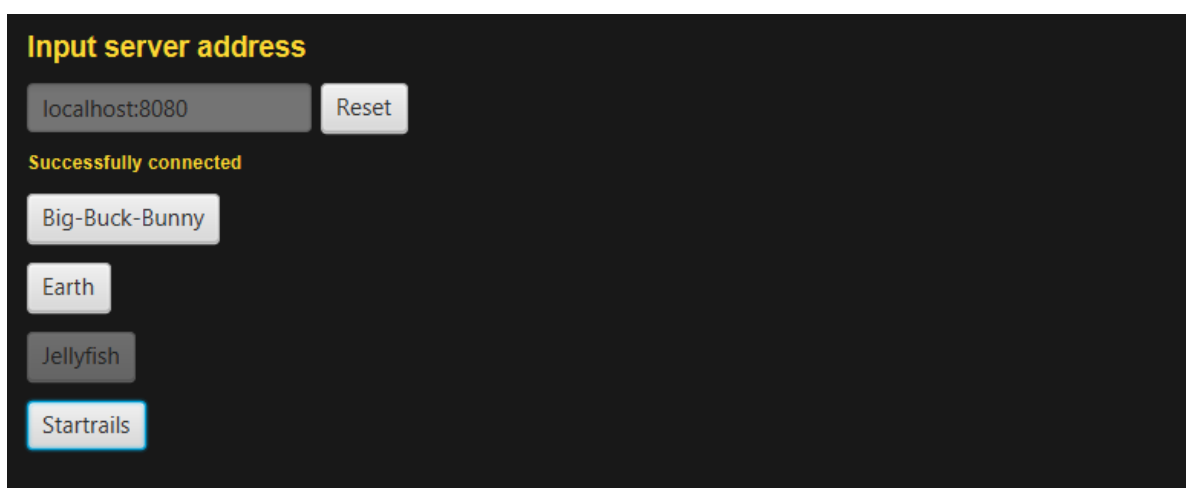 Input server address
localhost:8080 Reset
Successfully connected
Big-Buck-Bunny
Earth
Jellyfish
Startrails